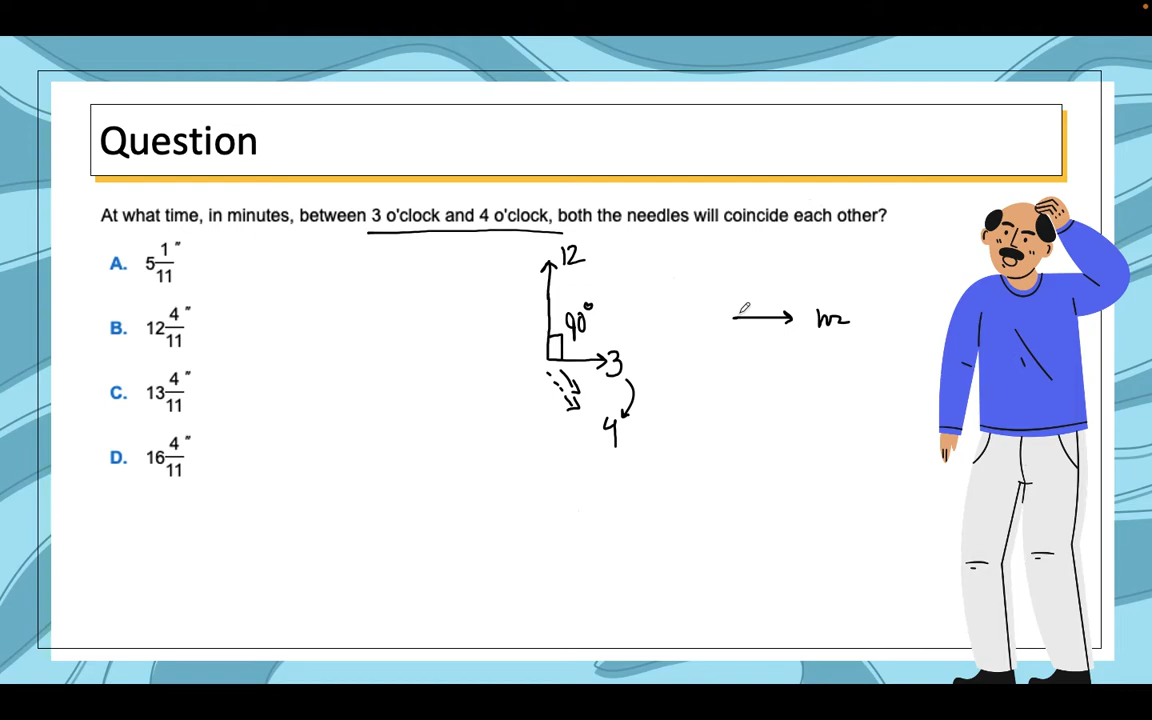 Question
At what time, in minutes, between 3 o'clock and 4 o'clock, both the needles will coincide each other?
A. 5 1/11"
B. 12 4/11"
C. 13 4/11"
D. 16 4/11"
12
90°
3
4